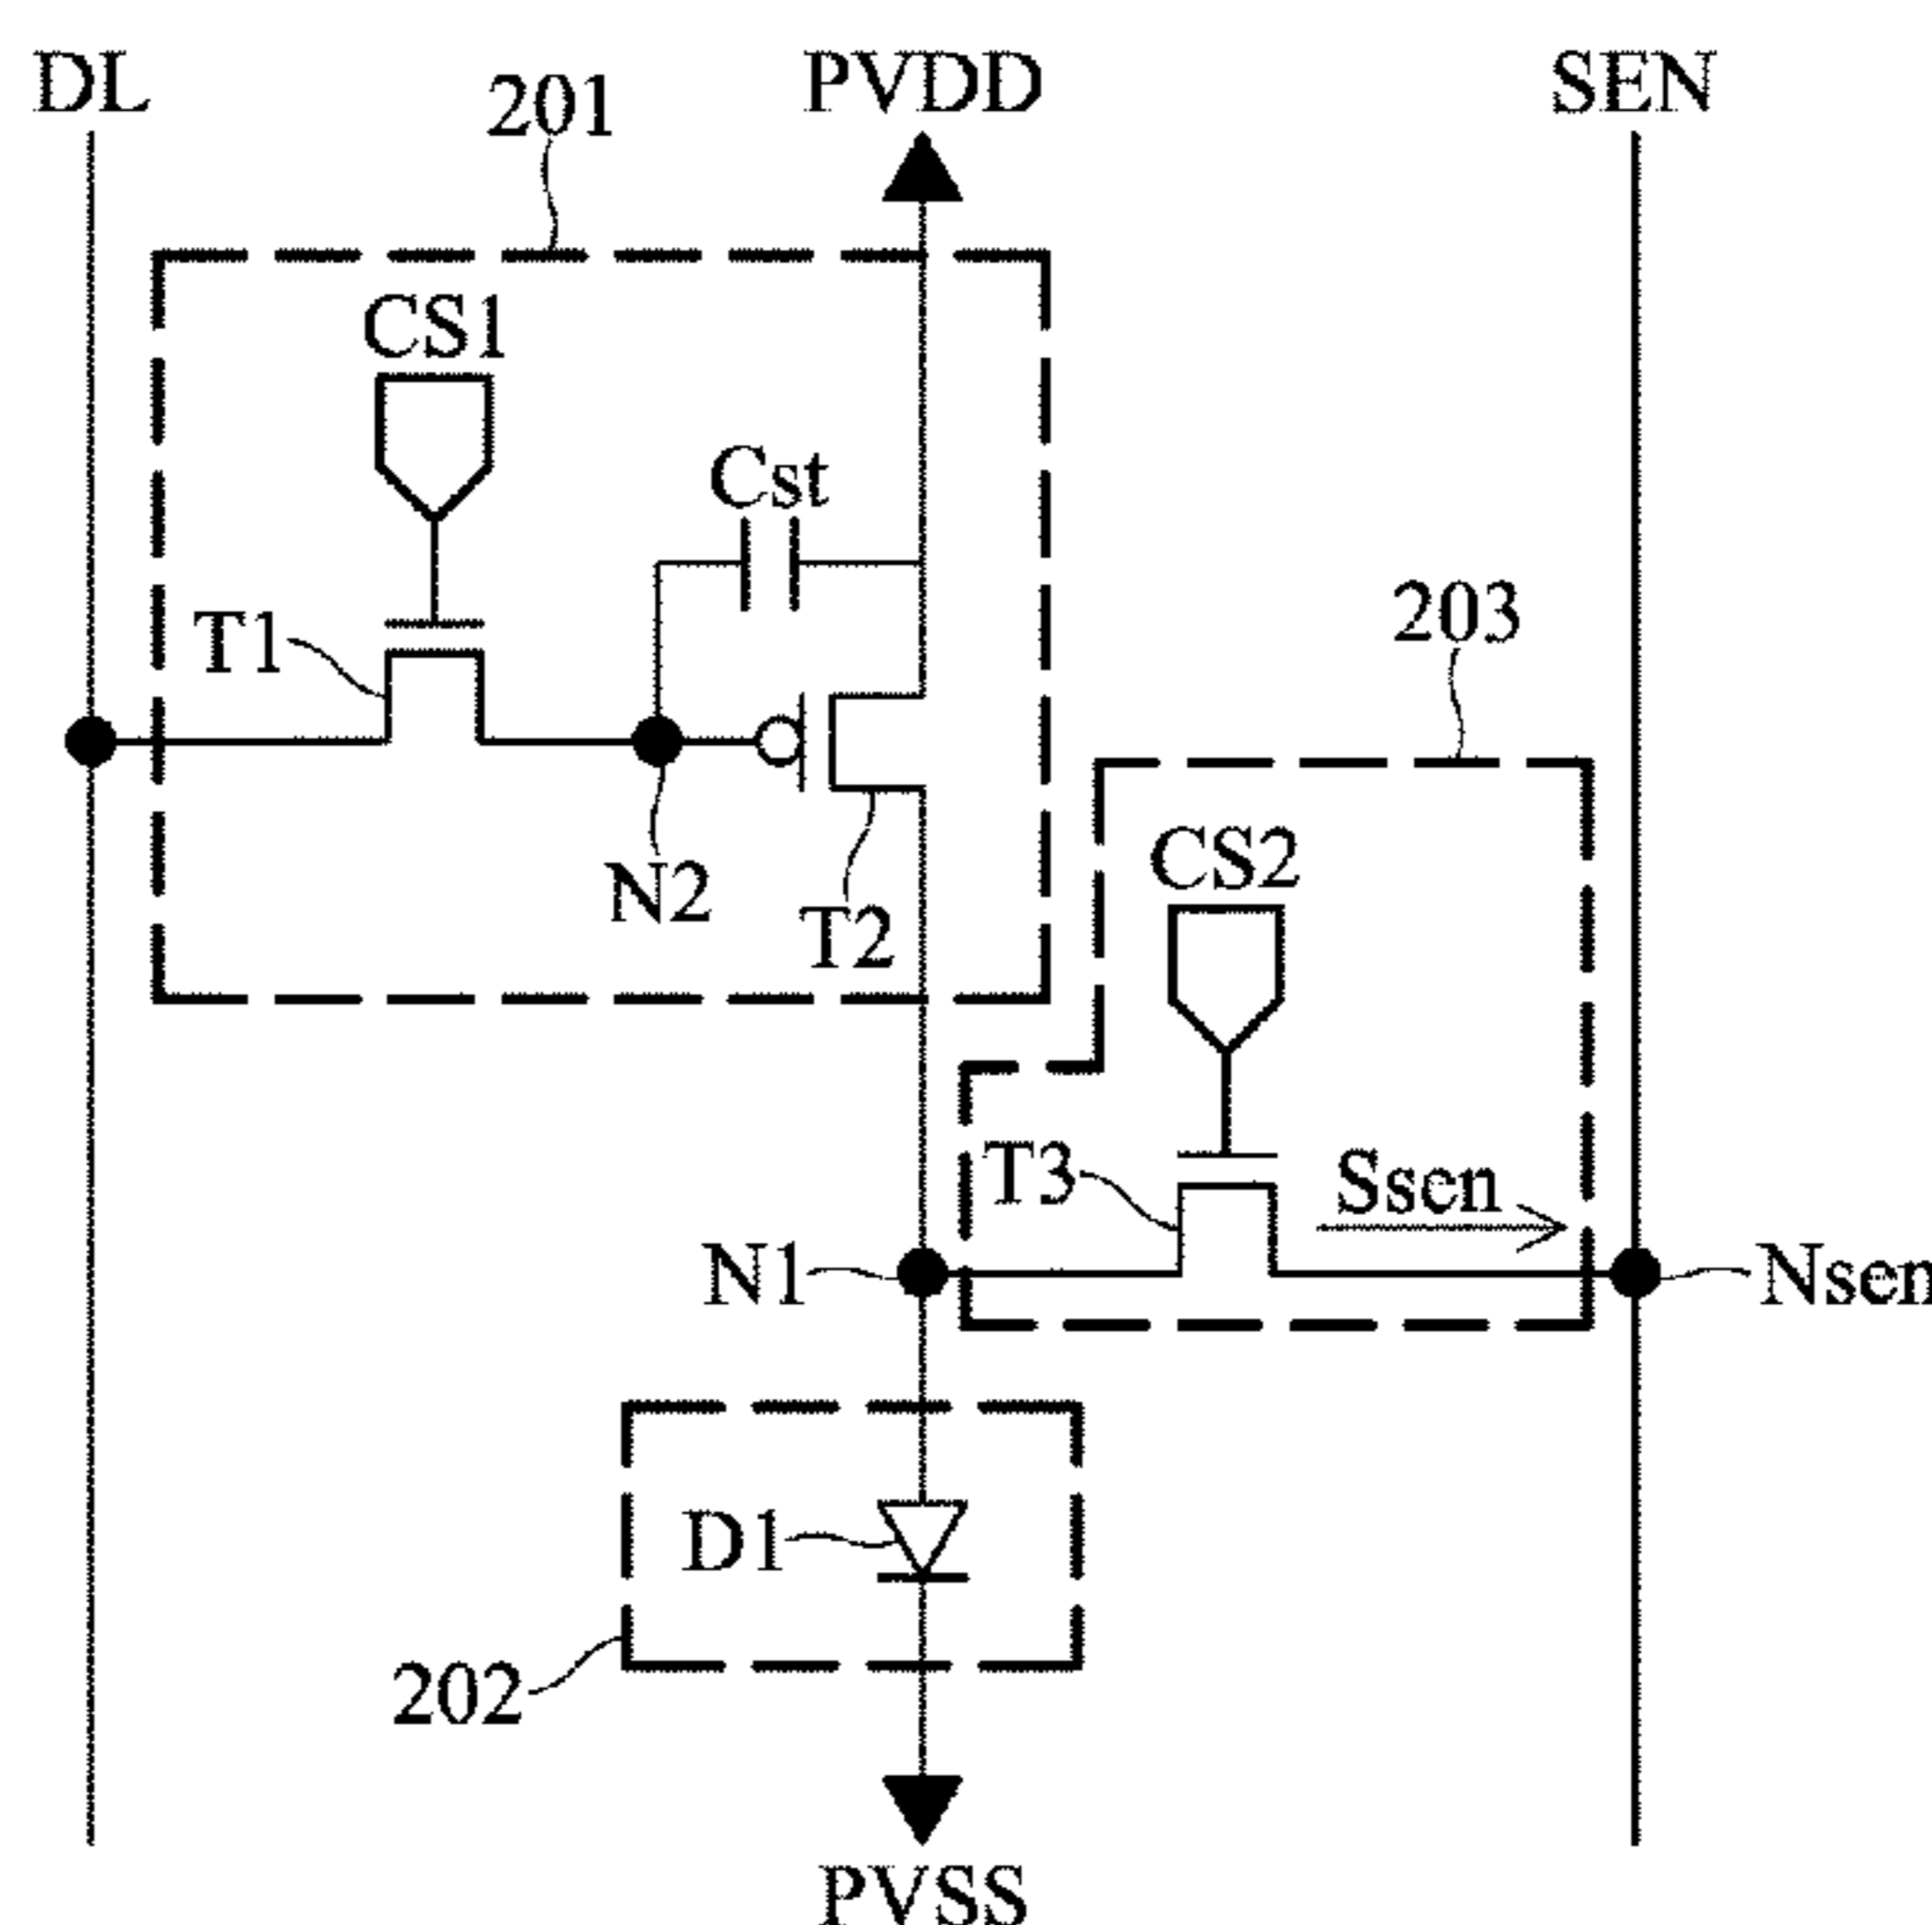 DL
201
PVDD
SEN
CS1
Cst
T1
203
CS2
N2
T2
T3
Ssen
N1
Nsen
D1
202
PVSS